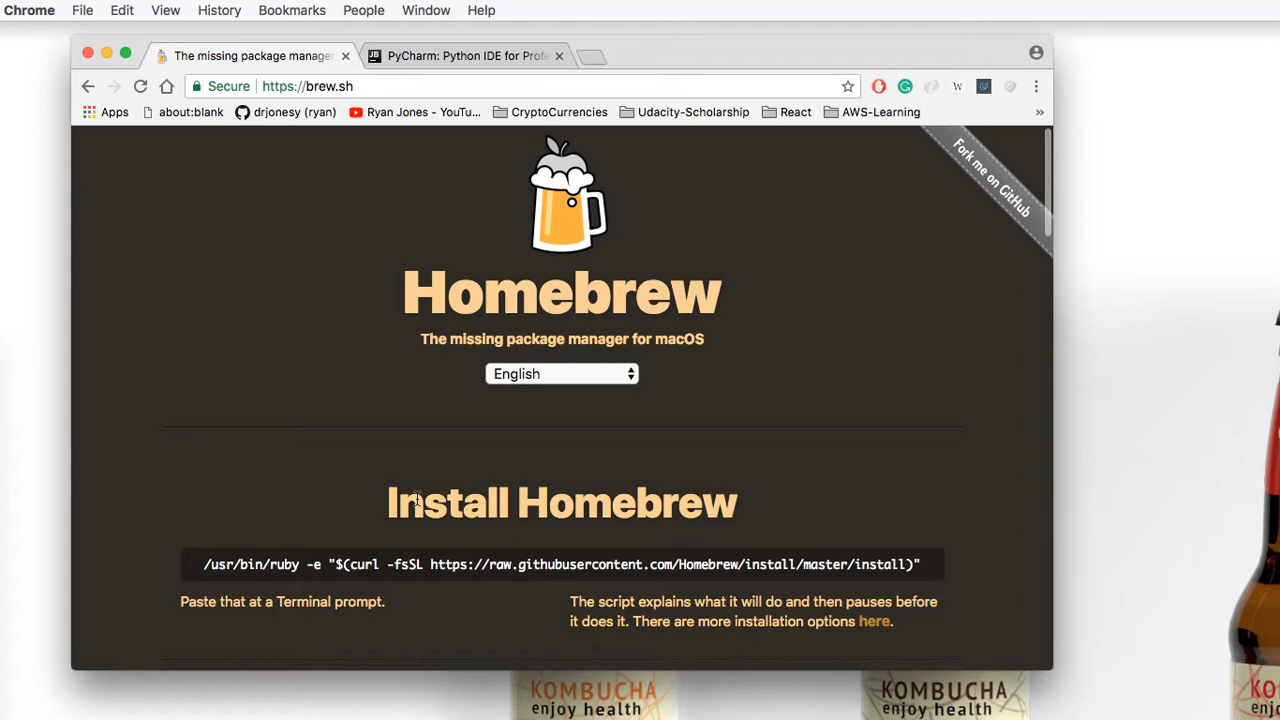 Chrome File Edit View History Bookmarks People Window Help
The missing package manager
PyCharm: Python IDE for Profe
Secure https://brew.sh
W
Apps about:blank drjonesy (ryan) Ryan Jones - YouTu... CryptoCurrencies Udacity-Scholarship React AWS-Learning »
Fork me on GitHub
Homebrew
The missing package manager for macOS
English
Install Homebrew
/usr/bin/ruby -e "$(curl -fsSL https://raw.githubusercontent.com/Homebrew/install/master/install)"
Paste that at a Terminal prompt.
The script explains what it will do and then pauses before
it does it. There are more installation options here.
KOMBUCHA
enjoy health
KOMBUCHA
enjoy health